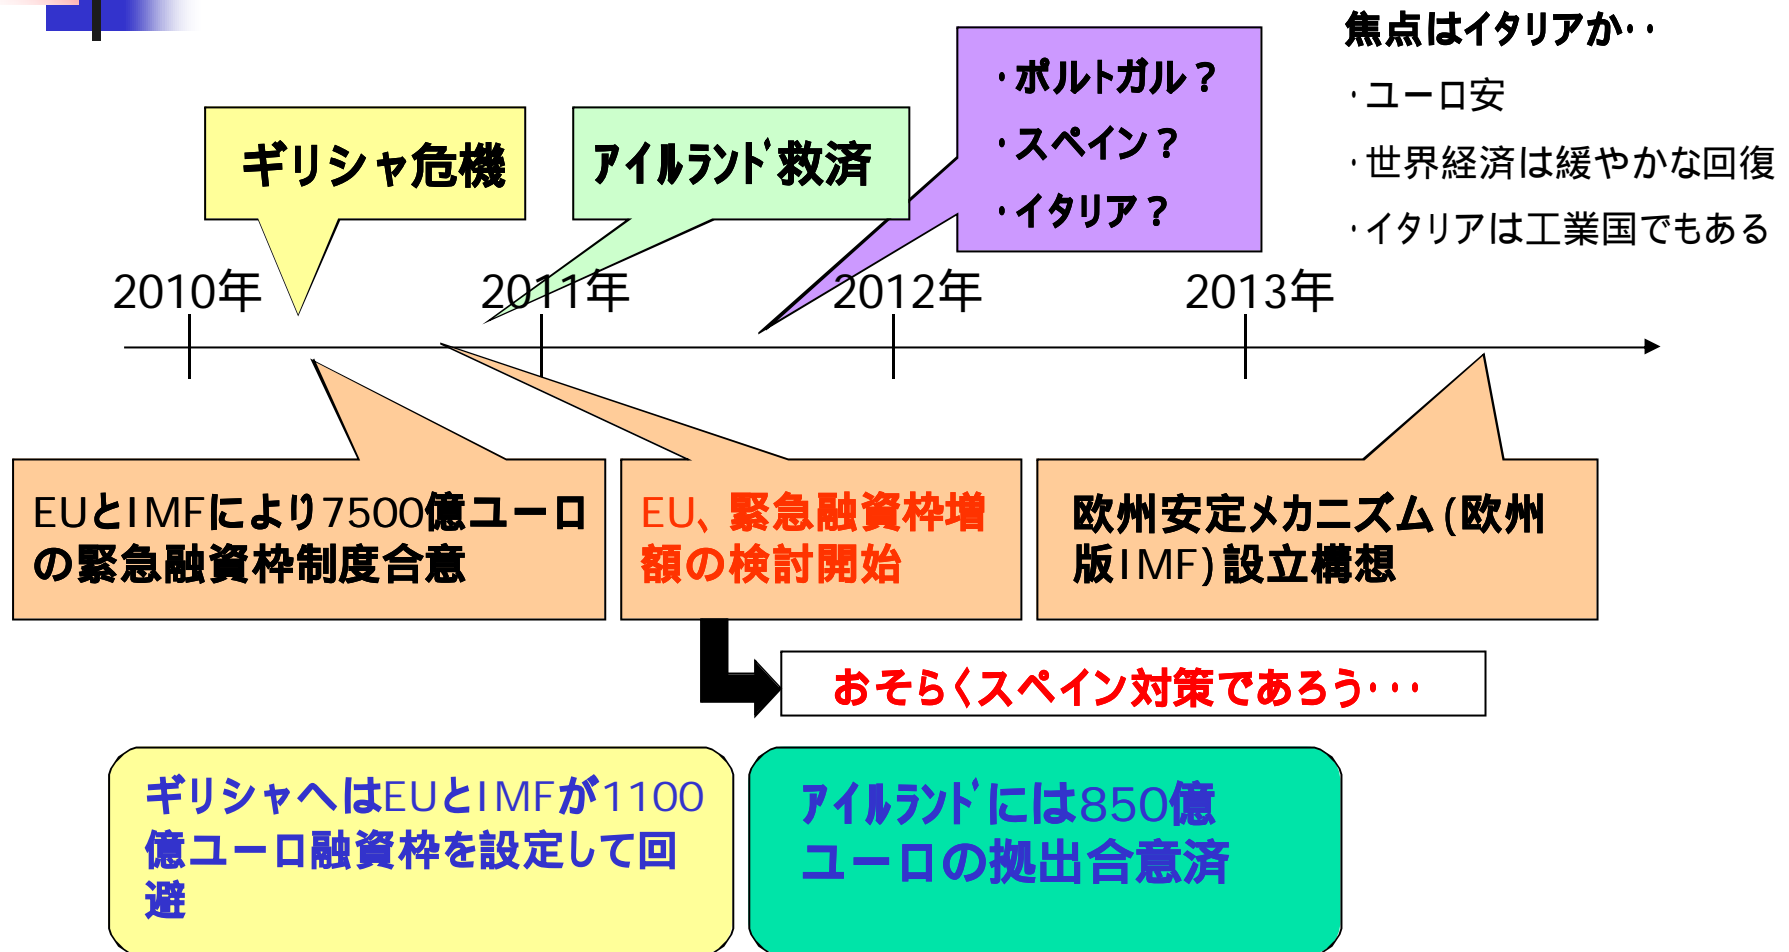 焦点はイタリアか・・
・ユーロ安
・世界経済は緩やかな回復
・イタリアは工業国でもある
・ポルトガル？
・スペイン？
・イタリア？
ギリシャ危機
アイルランド救済
2010年
2011年
2012年
2013年
EUとIMFにより7500億ユーロ
の緊急融資枠制度合意
EU、緊急融資枠増
額の検討開始
欧州安定メカニズム(欧州
版IMF)設立構想
おそらくスペイン対策であろう・・・
ギリシャへはEUとIMFが1100
億ユーロ融資枠を設定して回
避
アイルランドには850億
ユーロの拠出合意済